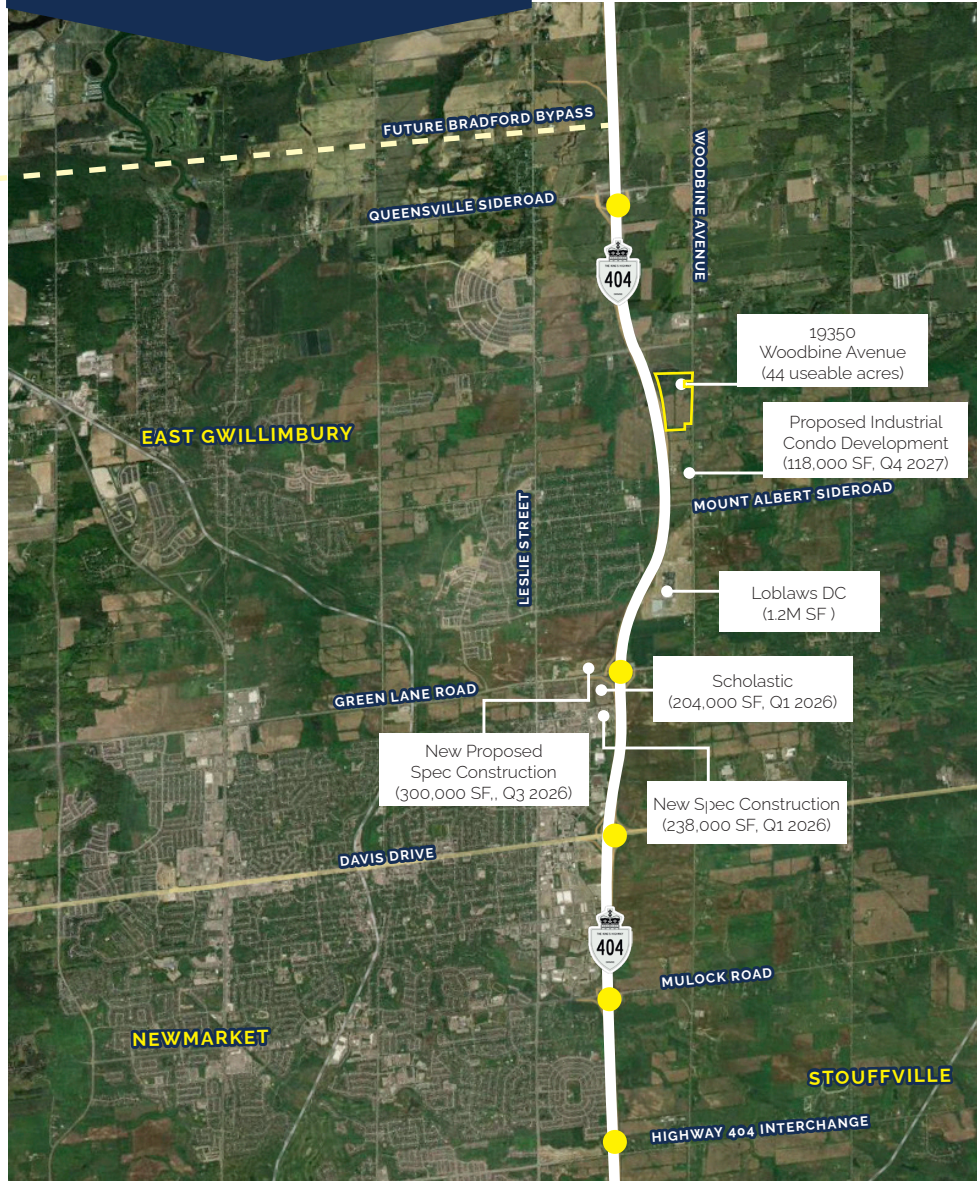 FUTURE BRADFORD BYPASS
WOODBINE AVENUE
QUEENSVILLE SIDEROAD
404
19350
Woodbine Avenue
(44 useable acres)
Proposed Industrial
Condo Development
(118,000 SF, Q4 2027)
EAST GWILLIMBURY
MOUNT ALBERT SIDEROAD
LESLIE STREET
Loblaws DC
(1.2M SF )
Scholastic
(204,000 SF, Q1 2026)
GREEN LANE ROAD
New Proposed
Spec Construction
(300,000 SF,, Q3 2026)
New Spec Construction
(238,000 SF, Q1 2026)
DAVIS DRIVE
404
MULOCK ROAD
NEWMARKET
STOUFFVILLE
HIGHWAY 404 INTERCHANGE